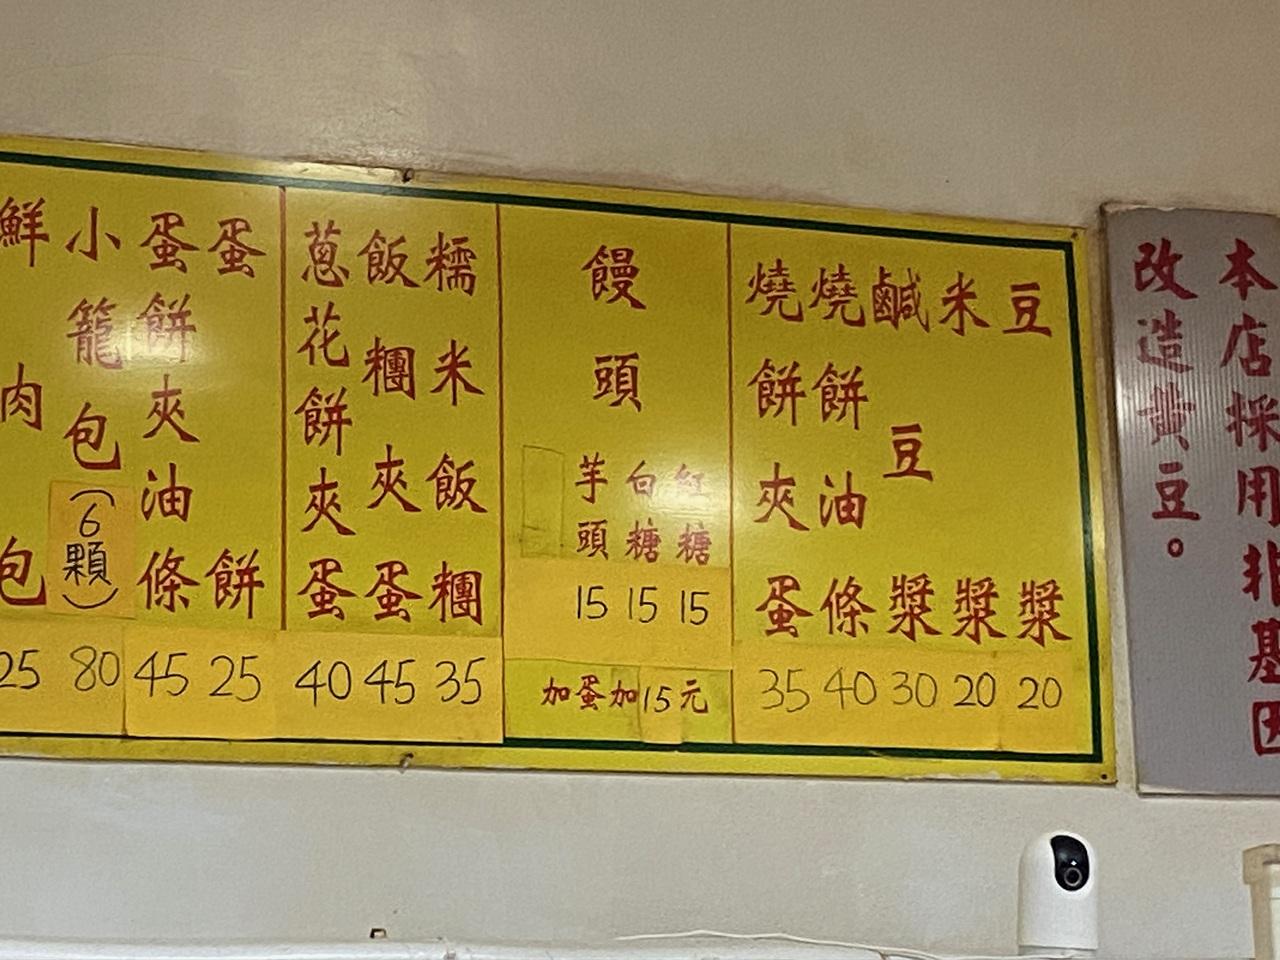 本店採用非基因
改造黃豆。
豆漿 20
米漿 20
鹹豆漿 30
燒餅油條 40
燒餅夾蛋 35
饅頭
紅糖 15
白糖 15
芋頭 15
加蛋加15元
糯米飯糰 35
飯糰夾蛋 45
蔥花餅夾蛋 40
蛋餅 25
蛋餅夾油條 45
小籠包(6顆) 80
鮮肉包 25